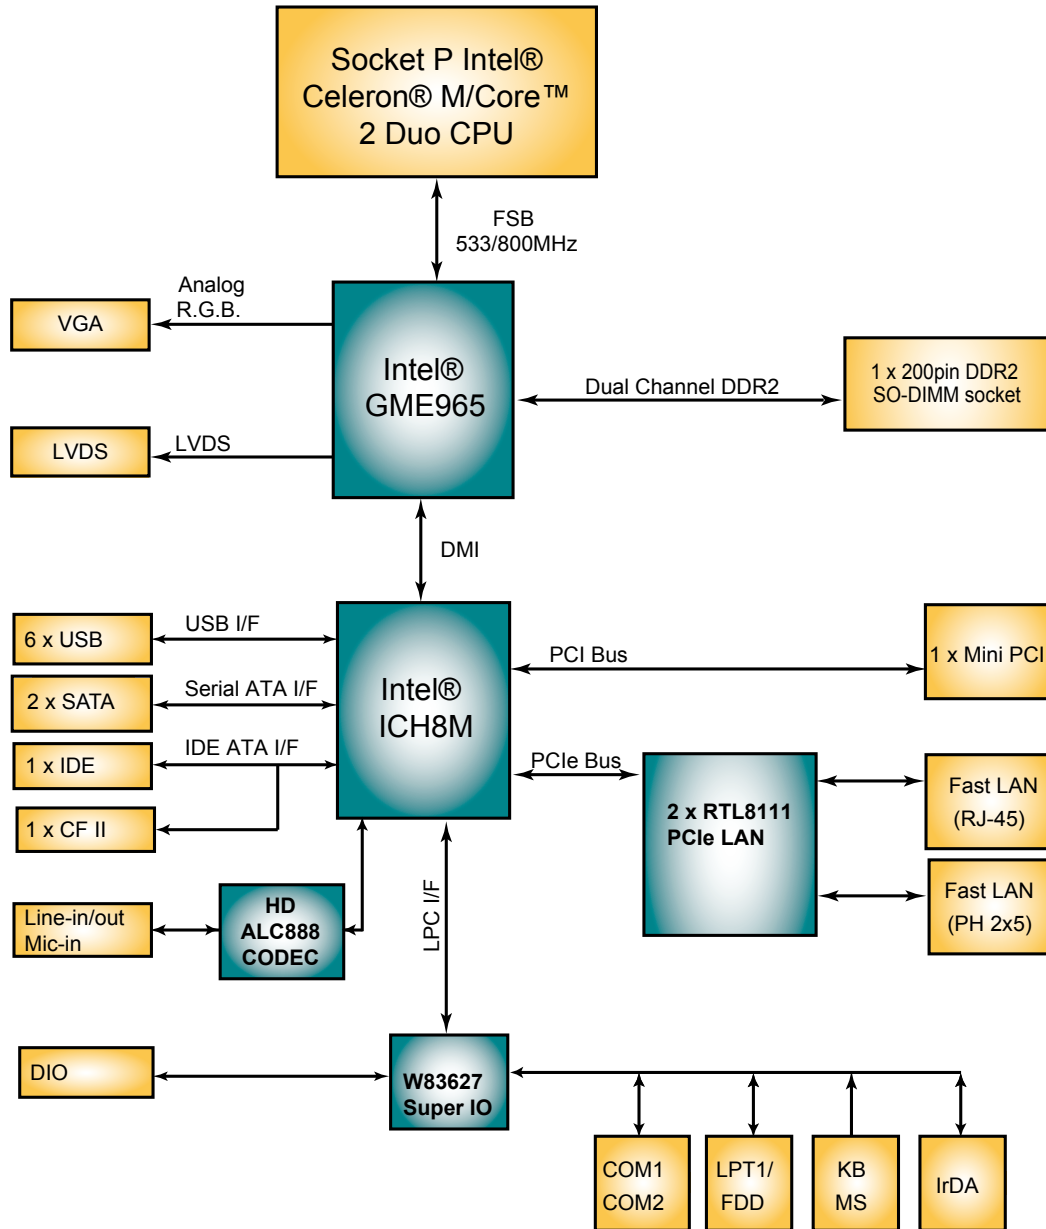 Socket P Intel®
Celeron® M/Core™
2 Duo CPU
FSB
533/800MHz
Analog
R.G.B.
VGA
Intel®
GME965
Dual Channel DDR2
1 x 200pin DDR2
SO-DIMM socket
LVDS
LVDS
DMI
6 x USB
USB I/F
2 x SATA
Serial ATA I/F
1 x IDE
IDE ATA I/F
1 x CF II
Intel®
ICH8M
PCI Bus
1 x Mini PCI
PCIe Bus
2 x RTL8111
PCIe LAN
Fast LAN
(RJ-45)
Fast LAN
(PH 2x5)
Line-in/out
Mic-in
HD
ALC888
CODEC
LPC I/F
DIO
W83627
Super IO
COM1
COM2
LPT1/
FDD
KB
MS
IrDA